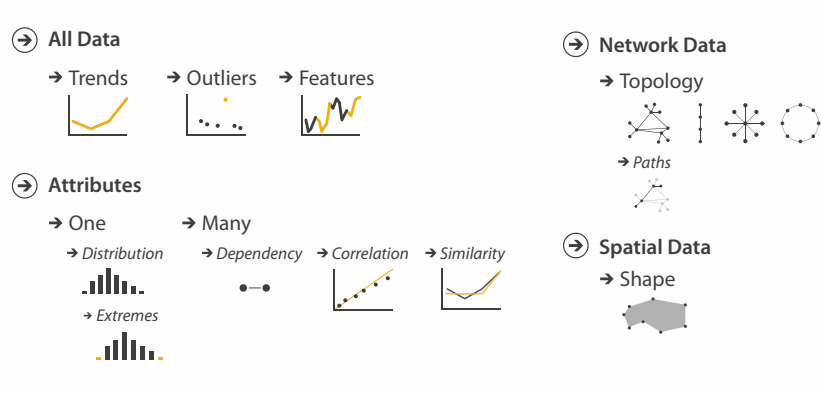 All Data
Trends
Outliers
Features
Attributes
One
Many
Distribution
Dependency
Correlation
Similarity
Extremes
Network Data
Topology
Paths
Spatial Data
Shape